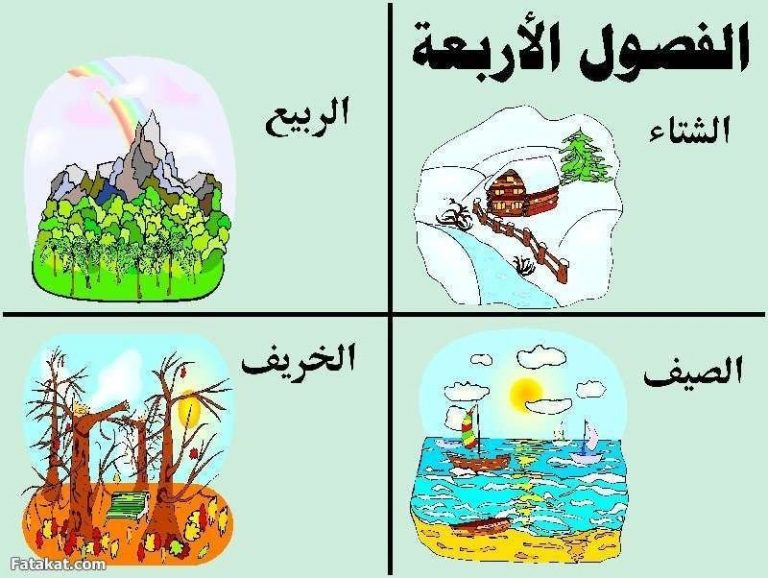 الفصول الأربعة
الشتاء
الربيع
الصيف
الخريف
Fatakat.com